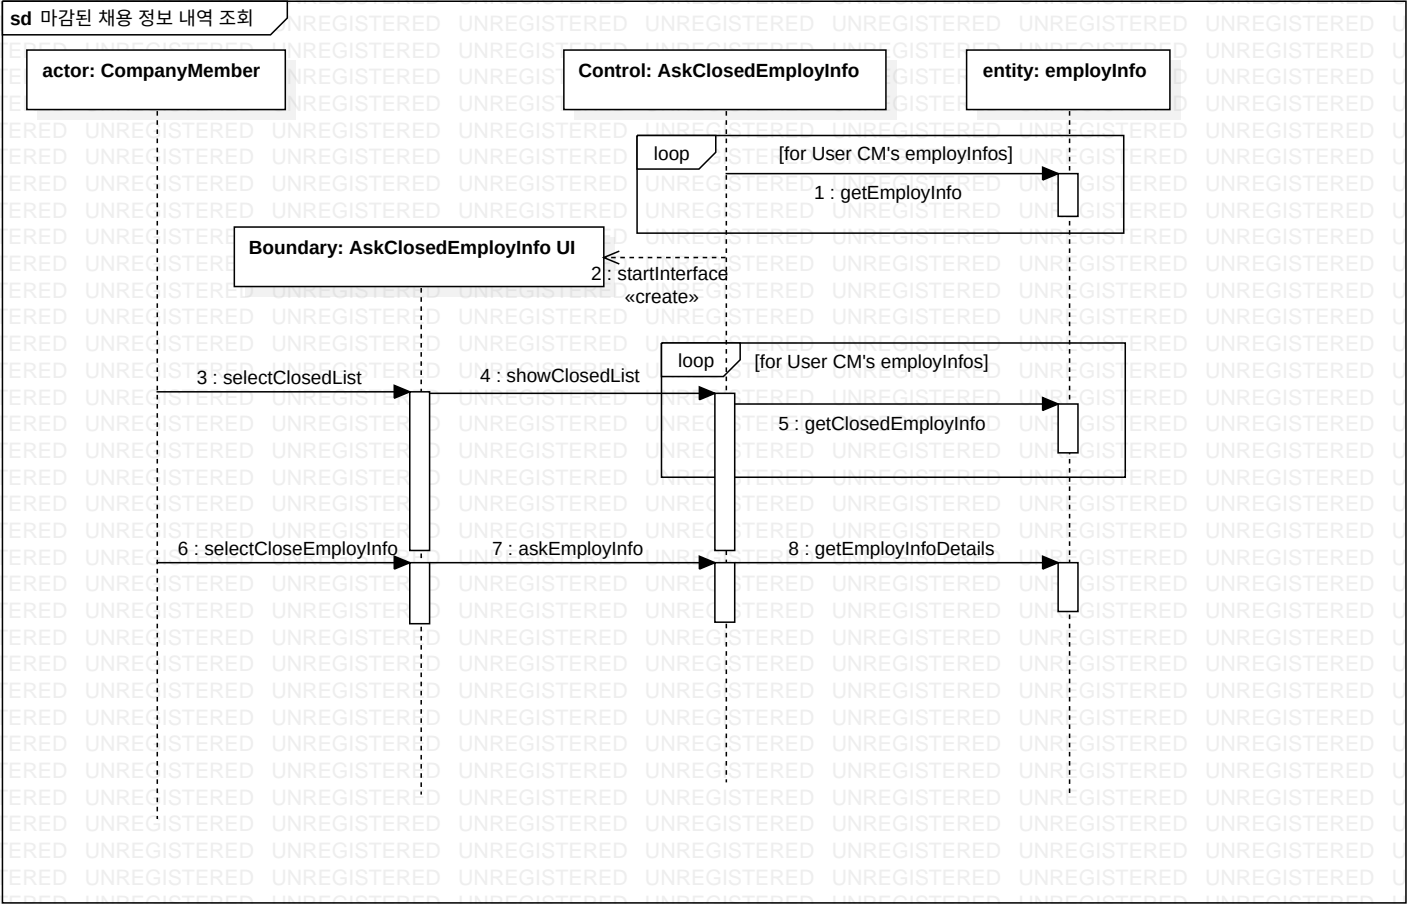 sd 마감된 채용 정보 내역 조회
actor: CompanyMember
Control: AskClosedEmployInfo
entity: employInfo
loop
[for User CM's employInfos]
1 : getEmployInfo
Boundary: AskClosedEmployInfo UI
2 : startInterface
«create»
loop
[for User CM's employInfos]
3 : selectClosedList
4 : showClosedList
5 : getClosedEmployInfo
6 : selectCloseEmployInfo
7 : askEmployInfo
8 : getEmployInfoDetails
UNREGISTERED